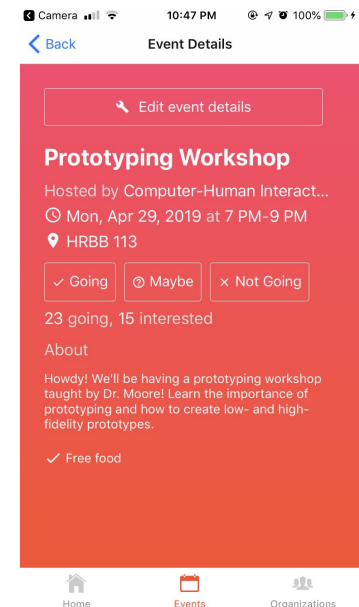 Camera
10:47 PM
100%
Back
Event Details
Edit event details
Prototyping Workshop
Hosted by Computer-Human Interact...
Mon, Apr 29, 2019 at 7 PM-9 PM
HRBB 113
Going
Maybe
Not Going
23 going, 15 interested
About
Howdy! We'll be having a prototyping workshop
taught by Dr. Moore! Learn the importance of
prototyping and how to create low- and high-
fidelity prototypes.
Free food
Home
Events
Organizations